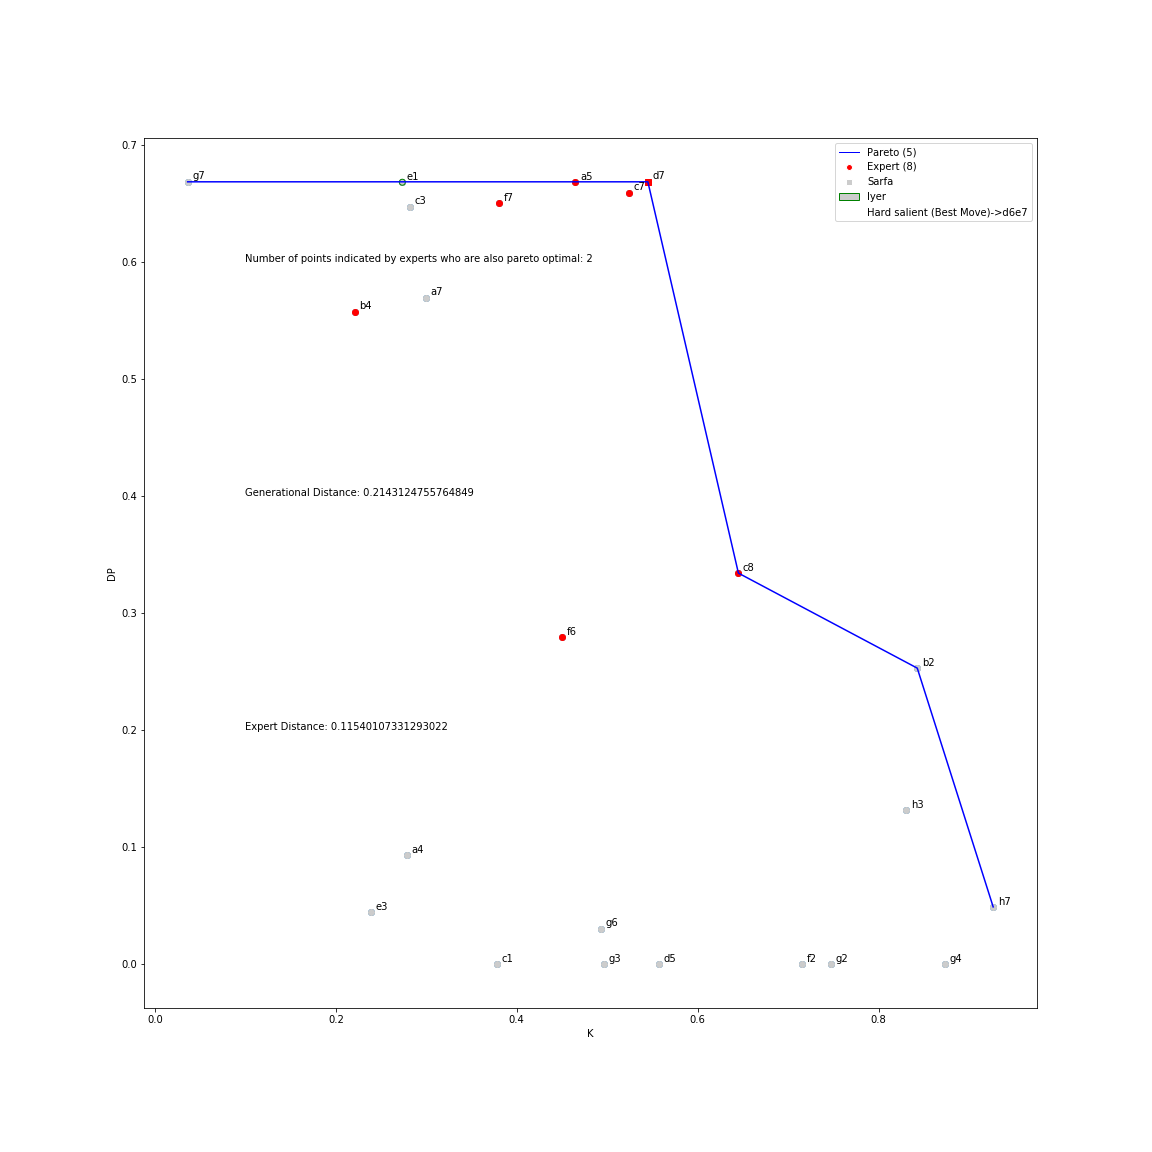 0.7
0.6
0.5
0.4
0.3
0.2
0.1
0.0
DP
0.0
0.2
0.4
0.6
0.8
K
Pareto (5)
Expert (8)
Sarfa
Iyer
Hard salient (Best Move)->d6e7
g7
e1
a5
d7
c7
c3
f7
Number of points indicated by experts who are also pareto optimal: 2
a7
b4
Generational Distance: 0.2143124755764849
c8
f6
b2
Expert Distance: 0.11540107331293022
h3
a4
e3
h7
g6
c1
g3
d5
f2
g2
g4